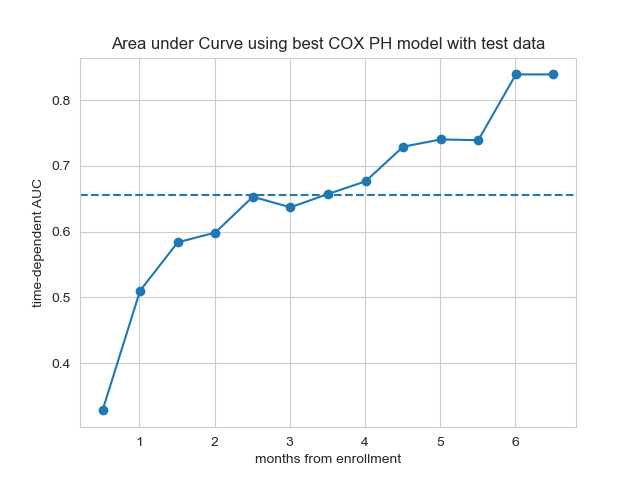 Area under Curve using best COX PH model with test data
time-dependent AUC
0.8
0.7
0.6
0.5
0.4
1 2 3 4 5 6
months from enrollment